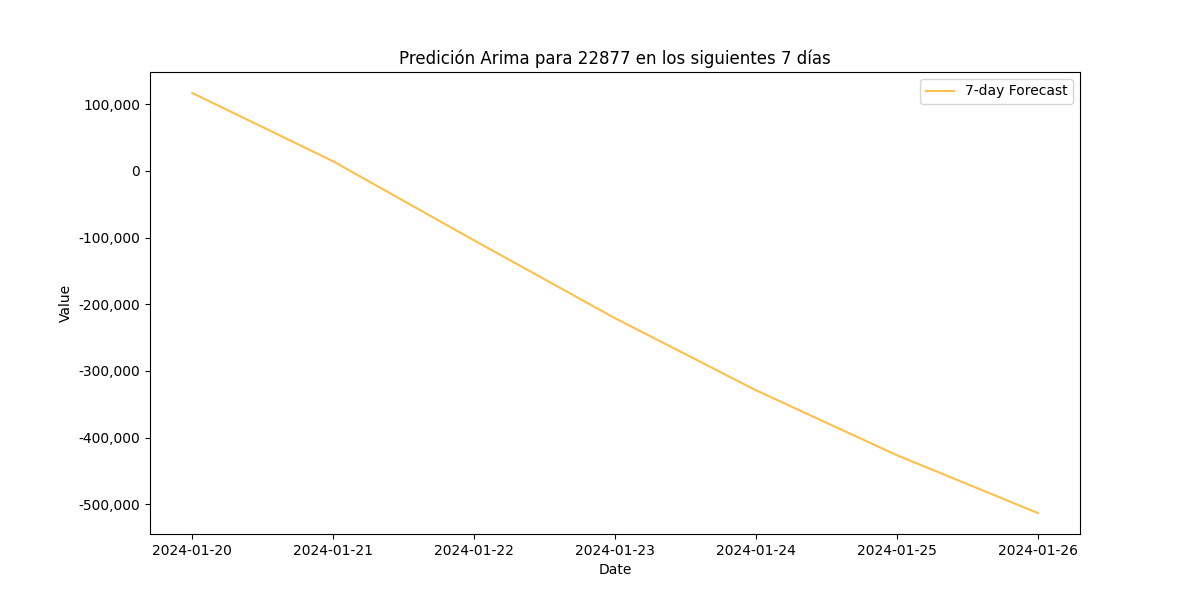 Predición Arima para 22877 en los siguientes 7 días
7-day Forecast
100,000
0
-100,000
-200,000
-300,000
-400,000
-500,000
Value
2024-01-20 2024-01-21 2024-01-22 2024-01-23 2024-01-24 2024-01-25 2024-01-26
Date